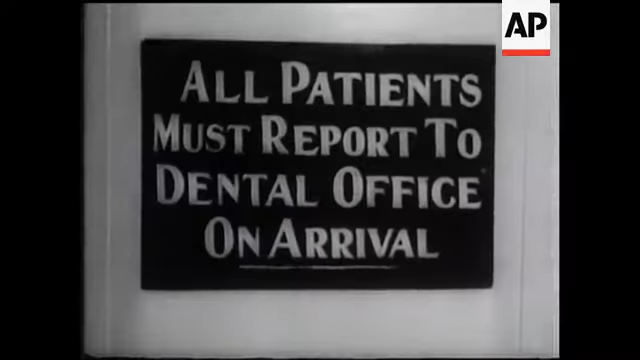 AP
ALL PATIENTS
MUST REPORT TO
DENTAL OFFICE
ON ARRIVAL